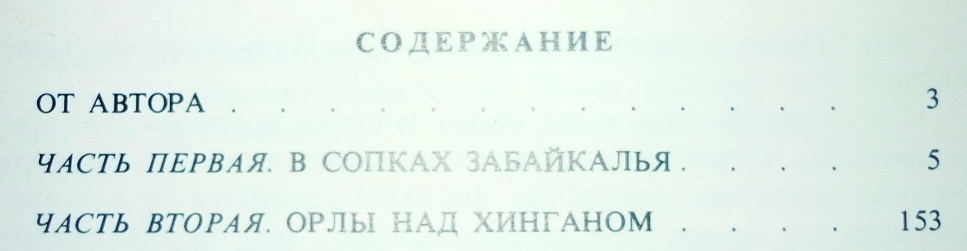 СОДЕРЖАНИЕ
ОТ АВТОРА . . . . . . . . . . . . . 3
ЧАСТЬ ПЕРВАЯ. В СОПКАХ ЗАБАЙКАЛЬЯ . . . . 5
ЧАСТЬ ВТОРАЯ. ОРЛЫ НАД ХИНГАНОМ . . . . 153